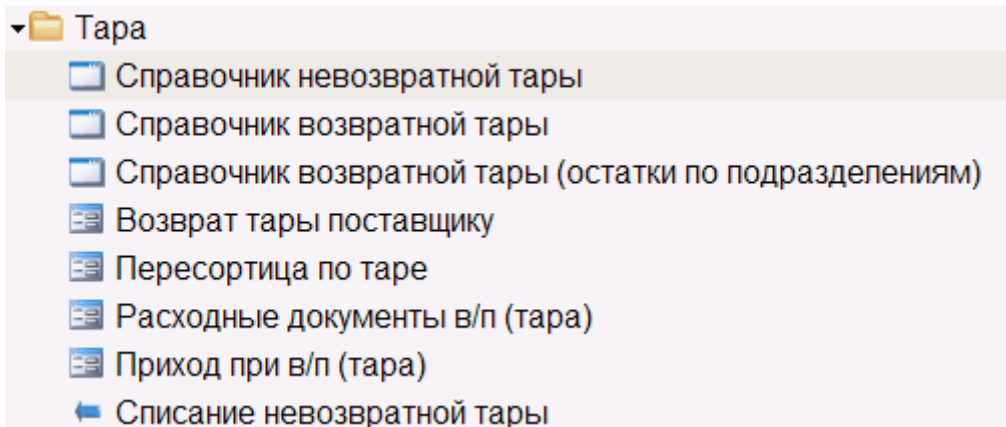 Тара
Справочник невозвратной тары
Справочник возвратной тары
Справочник возвратной тары (остатки по подразделениям)
Возврат тары поставщику
Пересортица по таре
Расходные документы в/п (тара)
Приход при в/п (тара)
Списание невозвратной тары